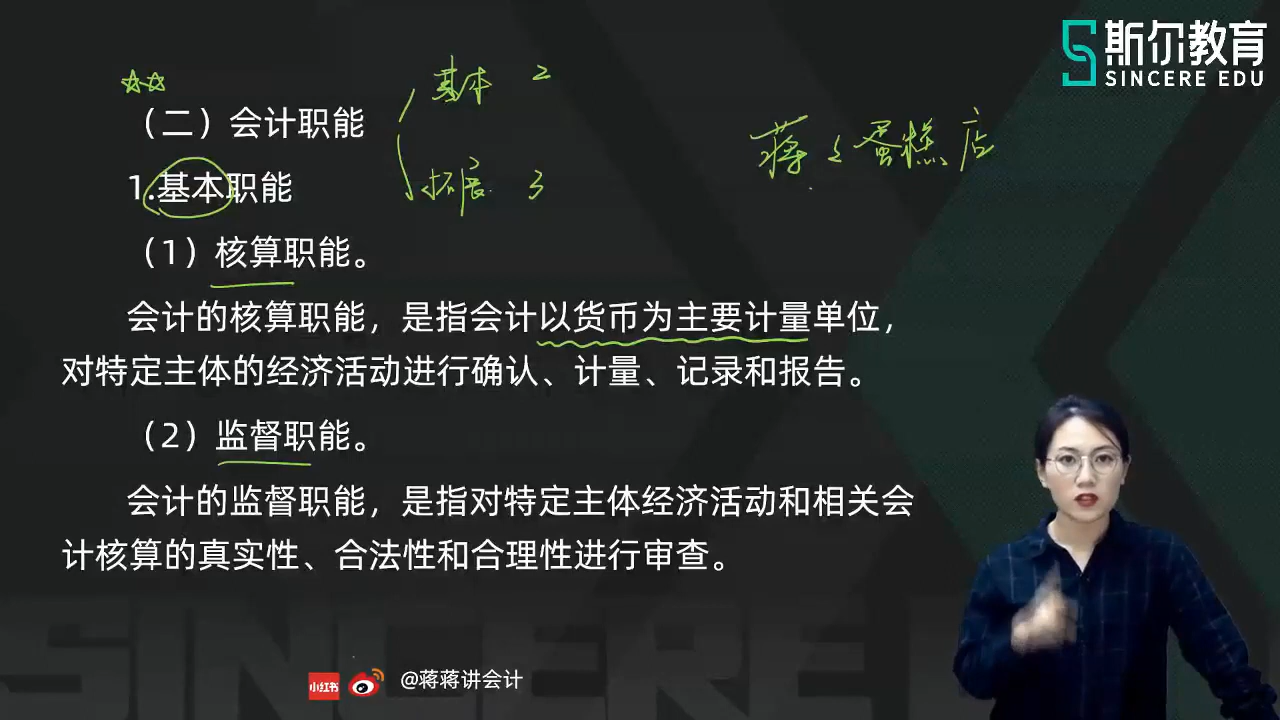 斯尔教育
SINCERE EDU
☆☆
基本 2
（二）会计职能
蒋々蛋糕店
1.基本职能
拓展 3
（1）核算职能。
会计的核算职能，是指会计以货币为主要计量单位，
对特定主体的经济活动进行确认、计量、记录和报告。
（2）监督职能。
会计的监督职能，是指对特定主体经济活动和相关会
计核算的真实性、合法性和合理性进行审查。
SINCERE E
小红书
@蒋蒋讲会计